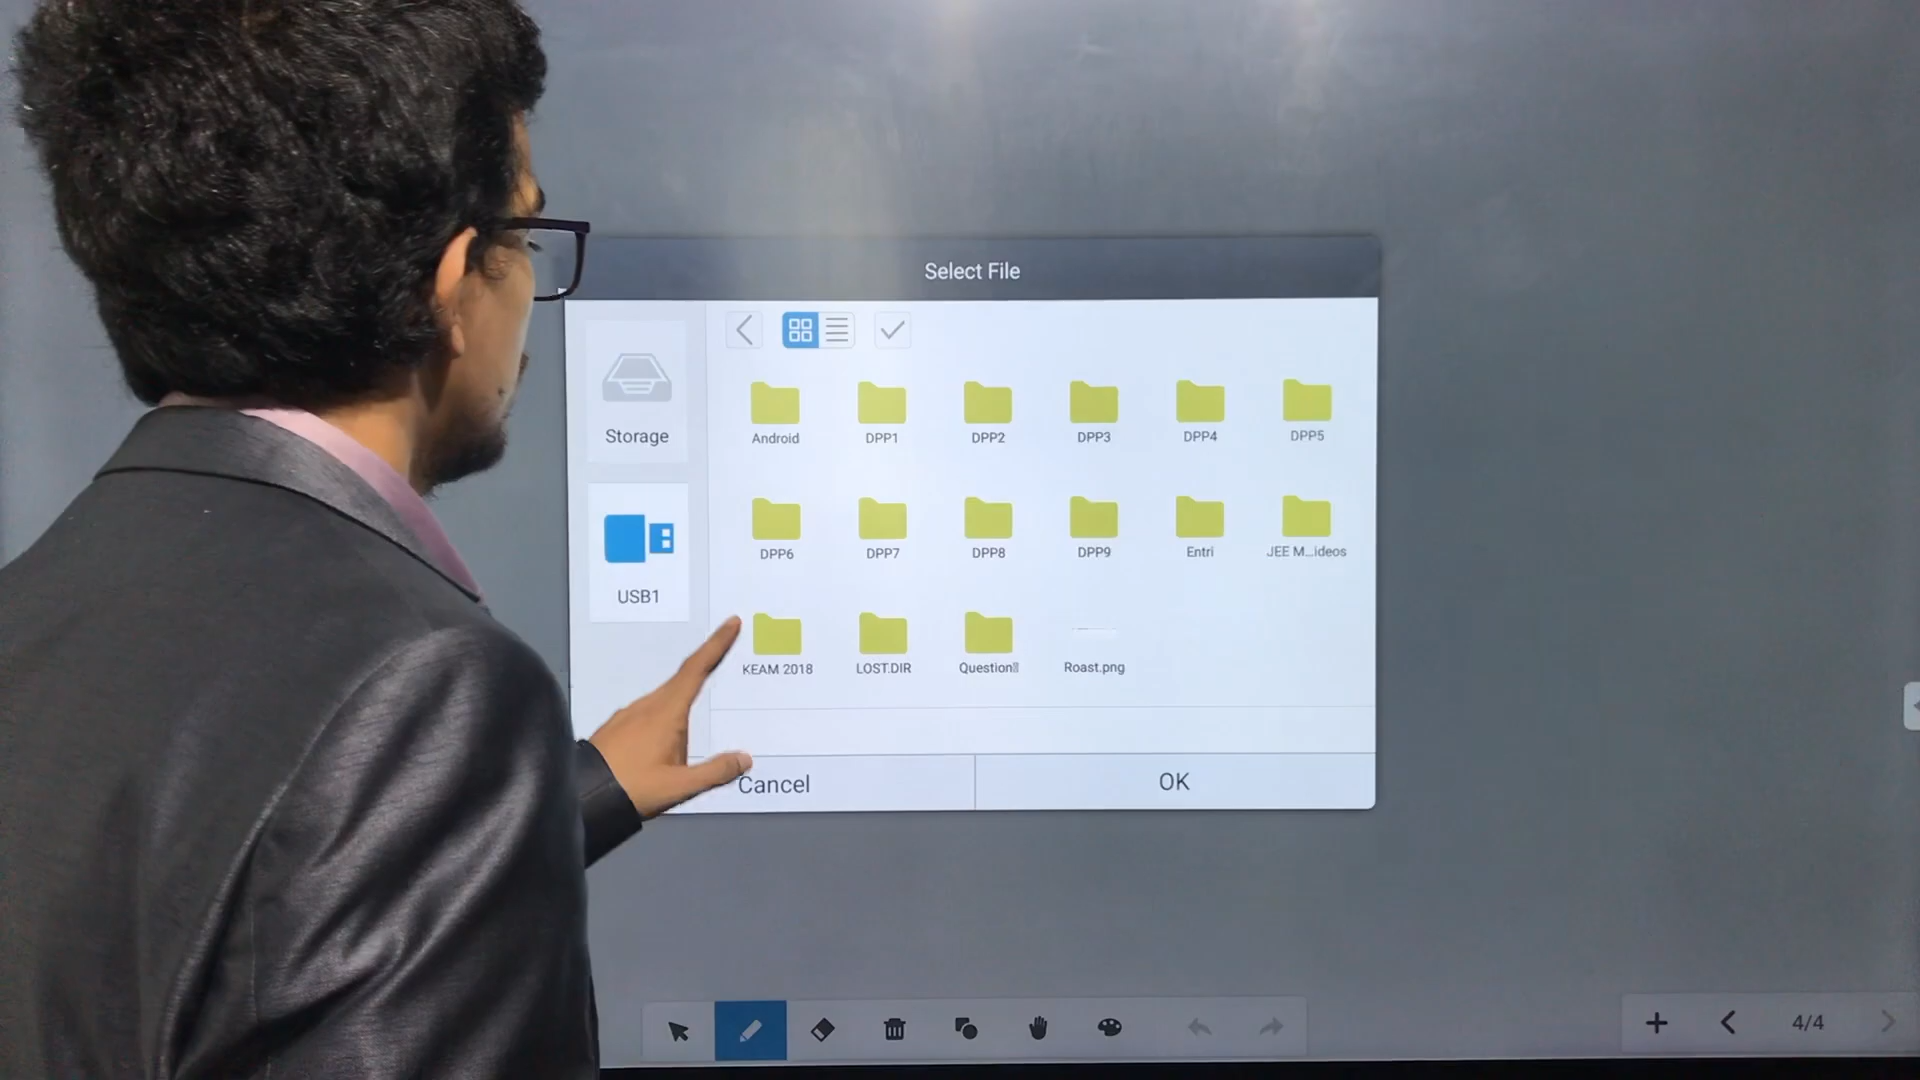 Select File
Storage
USB1
Android
DPP1
DPP2
DPP3
DPP4
DPP5
DPP6
DPP7
DPP8
DPP9
Entri
JEE M...ideos
KEAM 2018
LOST.DIR
Question
Roast.png
Cancel
OK
4/4